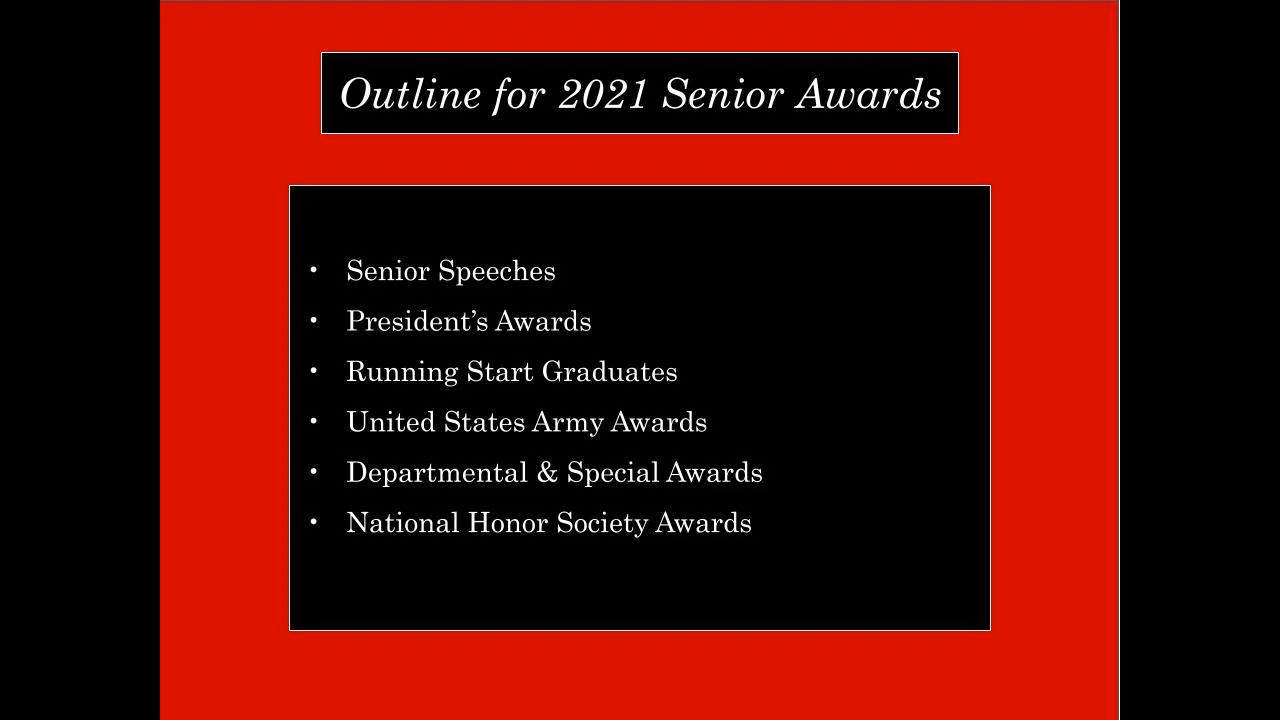 Outline for 2021 Senior Awards
• Senior Speeches
• President’s Awards
• Running Start Graduates
• United States Army Awards
• Departmental & Special Awards
• National Honor Society Awards